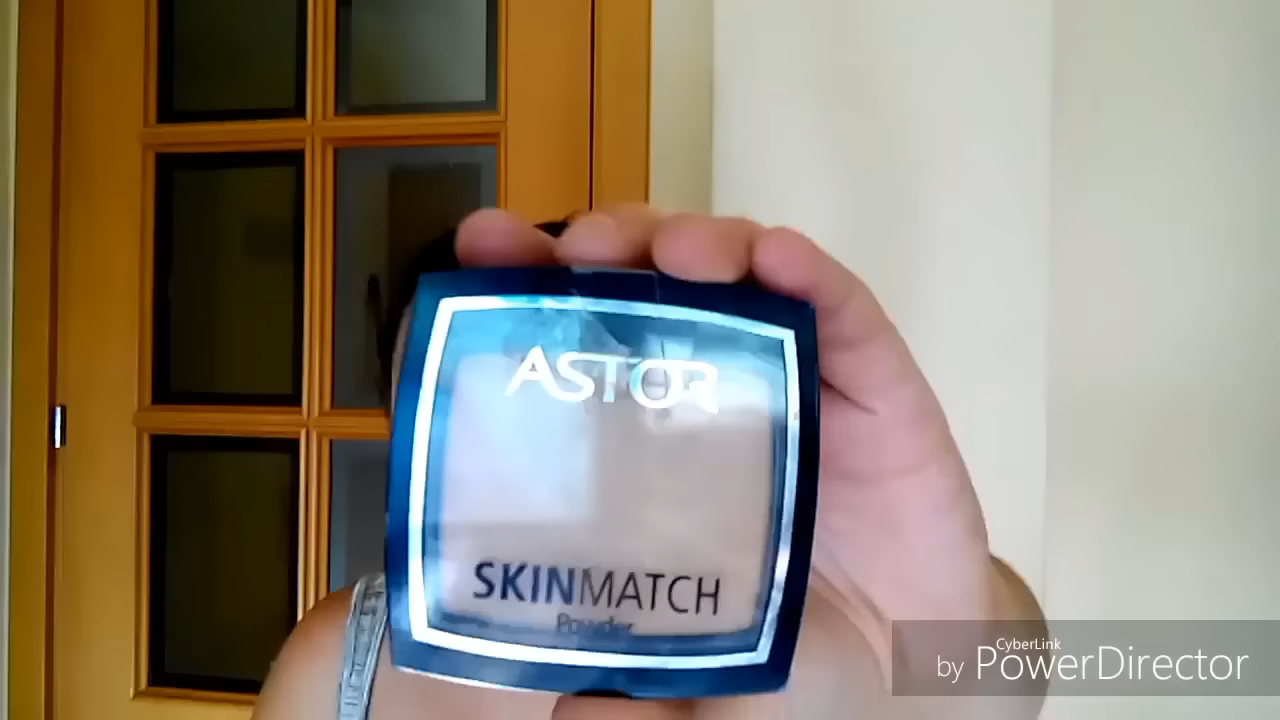 ASTOR
SKINMATCH
Powder
CyberLink
by PowerDirector